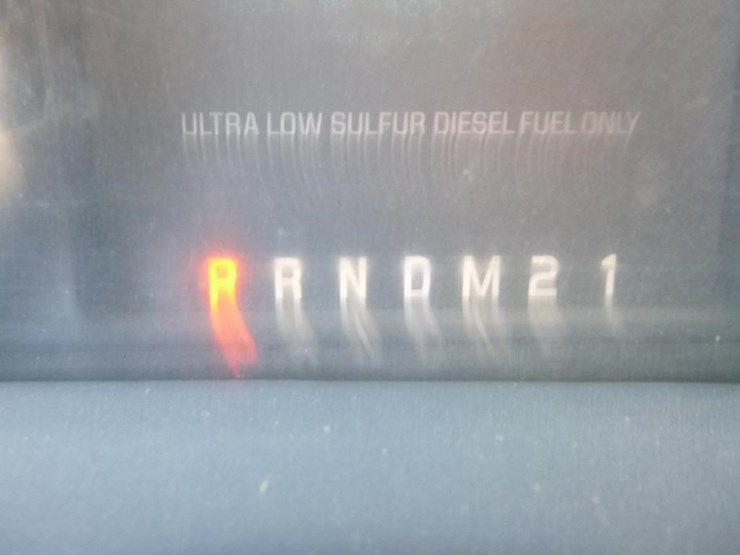 ULTRA LOW SULFUR DIESEL FUEL ONLY
P R N D M 2 1